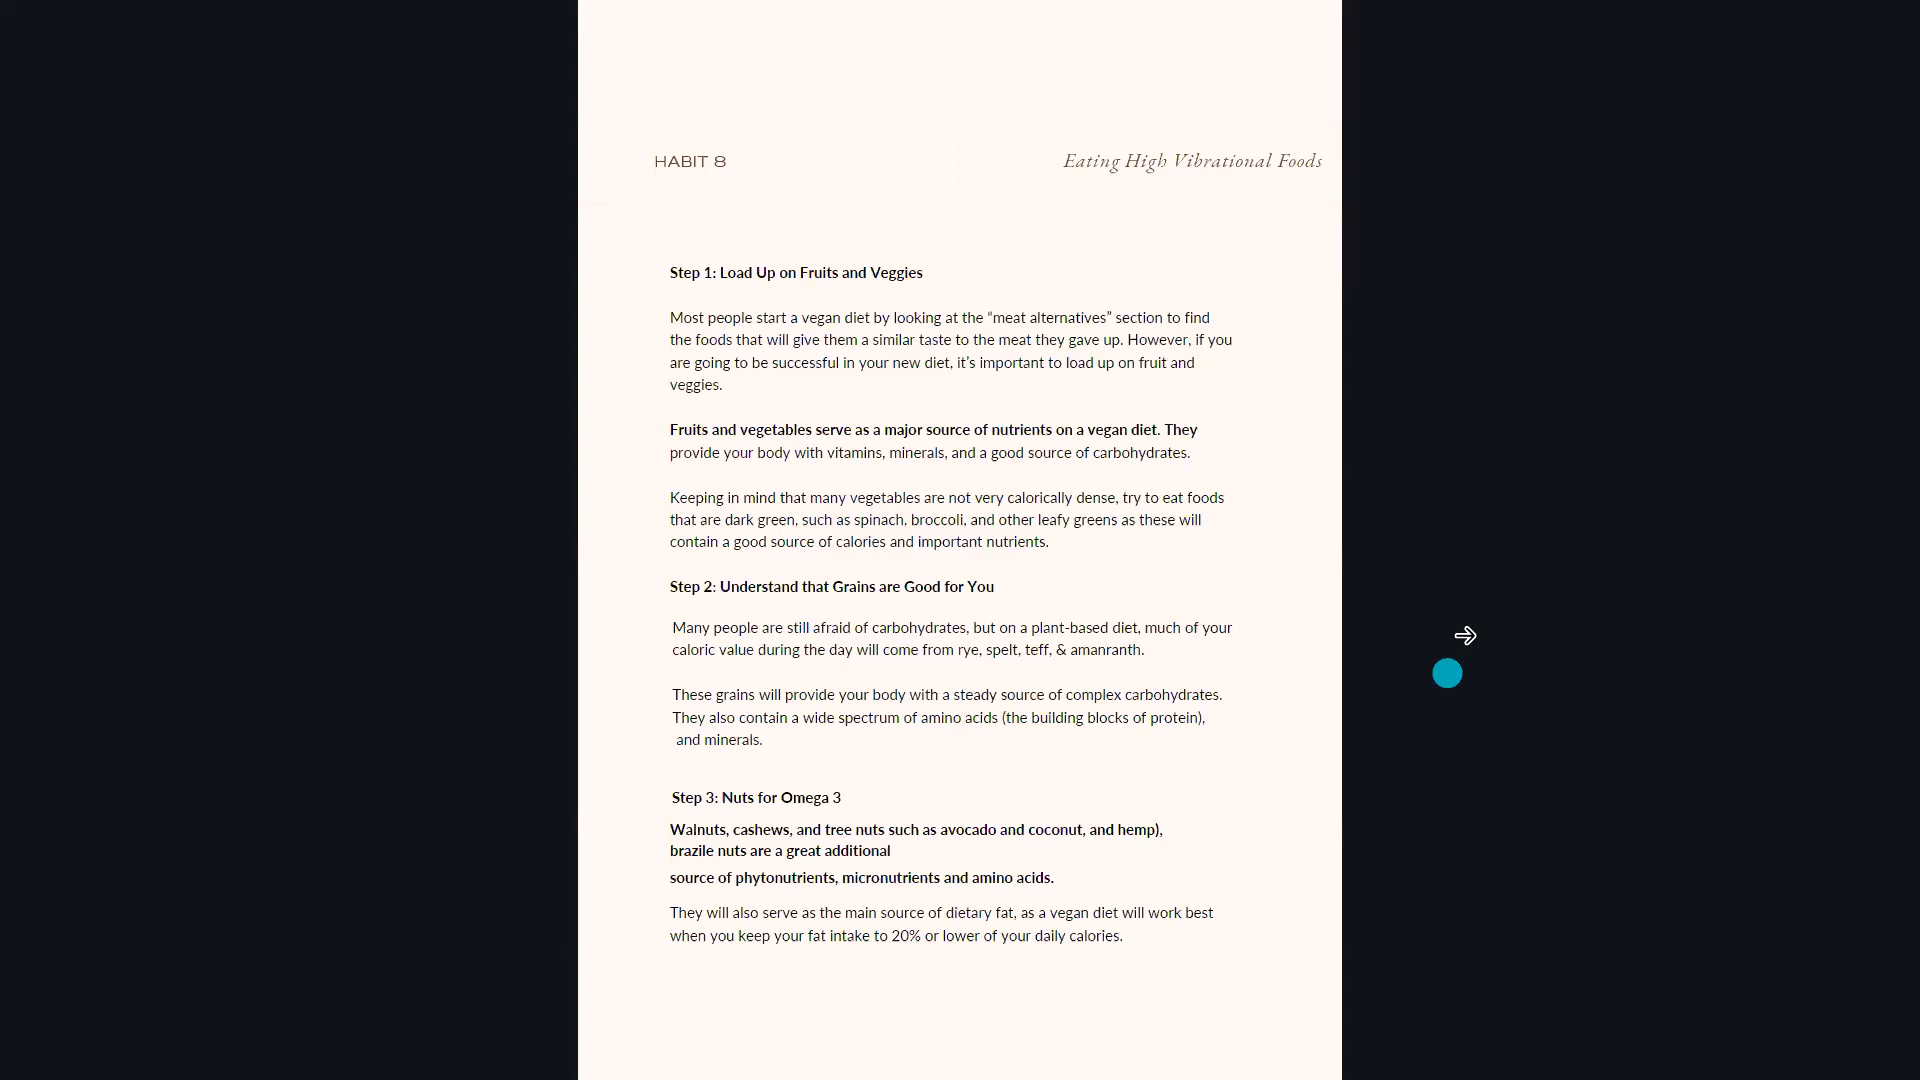 HABIT 8
Eating High Vibrational Foods
Step 1: Load Up on Fruits and Veggies
Most people start a vegan diet by looking at the “meat alternatives” section to find
the foods that will give them a similar taste to the meat they gave up. However, if you
are going to be successful in your new diet, it’s important to load up on fruit and
veggies.
Fruits and vegetables serve as a major source of nutrients on a vegan diet. They
provide your body with vitamins, minerals, and a good source of carbohydrates.
Keeping in mind that many vegetables are not very calorically dense, try to eat foods
that are dark green, such as spinach, broccoli, and other leafy greens as these will
contain a good source of calories and important nutrients.
Step 2: Understand that Grains are Good for You
Many people are still afraid of carbohydrates, but on a plant-based diet, much of your
caloric value during the day will come from rye, spelt, teff, & amanranth.
These grains will provide your body with a steady source of complex carbohydrates.
They also contain a wide spectrum of amino acids (the building blocks of protein),
and minerals.
Step 3: Nuts for Omega 3
Walnuts, cashews, and tree nuts such as avocado and coconut, and hemp),
brazile nuts are a great additional
source of phytonutrients, micronutrients and amino acids.
They will also serve as the main source of dietary fat, as a vegan diet will work best
when you keep your fat intake to 20% or lower of your daily calories.